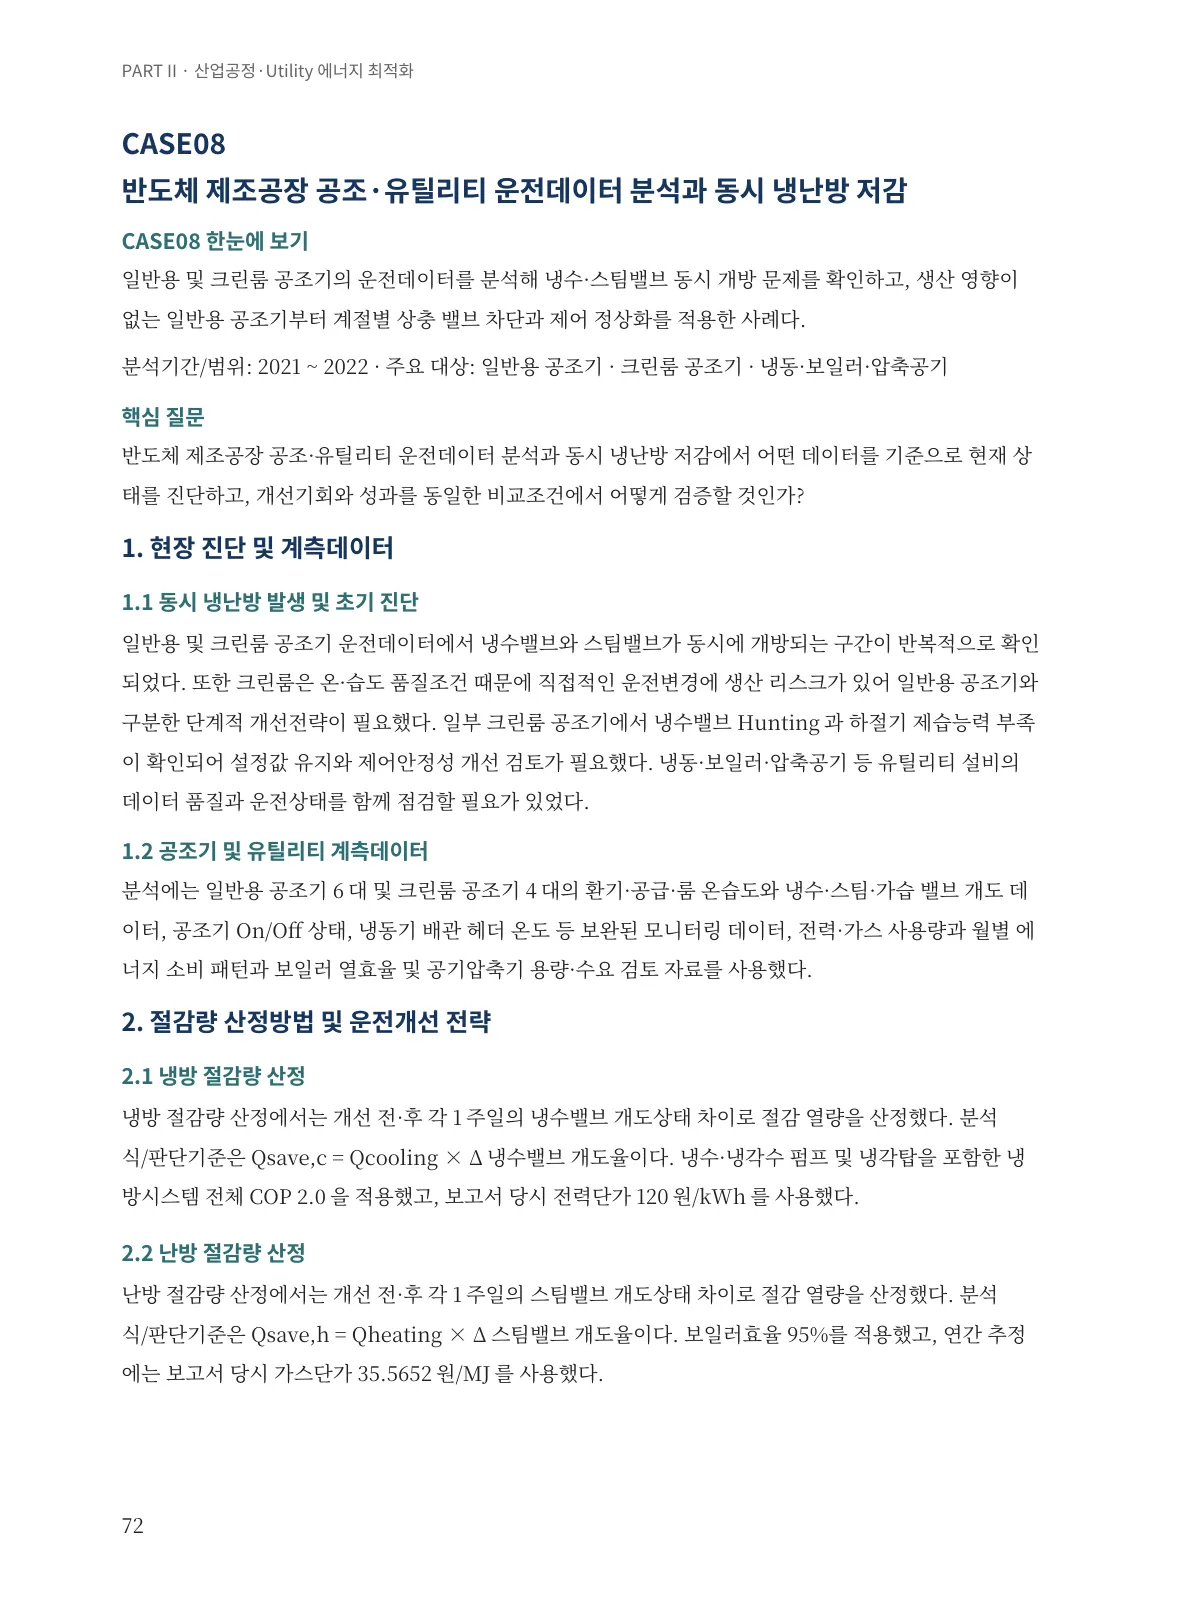 PART II · 산업공정·Utility 에너지 최적화
CASE08
반도체 제조공장 공조·유틸리티 운전데이터 분석과 동시 냉난방 저감
CASE08 한눈에 보기
일반용 및 크린룸 공조기의 운전데이터를 분석해 냉수·스팀밸브 동시 개방 문제를 확인하고, 생산 영향이
없는 일반용 공조기부터 계절별 상충 밸브 차단과 제어 정상화를 적용한 사례다.
분석기간/범위: 2021 ~ 2022 · 주요 대상: 일반용 공조기 · 크린룸 공조기 · 냉동·보일러·압축공기
핵심 질문
반도체 제조공장 공조·유틸리티 운전데이터 분석과 동시 냉난방 저감에서 어떤 데이터를 기준으로 현재 상
태를 진단하고, 개선기회와 성과를 동일한 비교조건에서 어떻게 검증할 것인가?
1. 현장 진단 및 계측데이터
1.1 동시 냉난방 발생 및 초기 진단
일반용 및 크린룸 공조기 운전데이터에서 냉수밸브와 스팀밸브가 동시에 개방되는 구간이 반복적으로 확인
되었다. 또한 크린룸은 온·습도 품질조건 때문에 직접적인 운전변경에 생산 리스크가 있어 일반용 공조기와
구분한 단계적 개선전략이 필요했다. 일부 크린룸 공조기에서 냉수밸브 Hunting 과 하절기 제습능력 부족
이 확인되어 설정값 유지와 제어안정성 개선 검토가 필요했다. 냉동·보일러·압축공기 등 유틸리티 설비의
데이터 품질과 운전상태를 함께 점검할 필요가 있었다.
1.2 공조기 및 유틸리티 계측데이터
분석에는 일반용 공조기 6 대 및 크린룸 공조기 4 대의 환기·공급·룸 온습도와 냉수·스팀·가습 밸브 개도 데
이터, 공조기 On/Off 상태, 냉동기 배관 헤더 온도 등 보완된 모니터링 데이터, 전력·가스 사용량과 월별 에
너지 소비 패턴과 보일러 열효율 및 공기압축기 용량·수요 검토 자료를 사용했다.
2. 절감량 산정방법 및 운전개선 전략
2.1 냉방 절감량 산정
냉방 절감량 산정에서는 개선 전·후 각 1 주일의 냉수밸브 개도상태 차이로 절감 열량을 산정했다. 분석
식/판단기준은 Qsave,c = Qcooling × Δ 냉수밸브 개도율이다. 냉수·냉각수 펌프 및 냉각탑을 포함한 냉
방시스템 전체 COP 2.0 을 적용했고, 보고서 당시 전력단가 120 원/kWh 를 사용했다.
2.2 난방 절감량 산정
난방 절감량 산정에서는 개선 전·후 각 1 주일의 스팀밸브 개도상태 차이로 절감 열량을 산정했다. 분석
식/판단기준은 Qsave,h = Qheating × Δ 스팀밸브 개도율이다. 보일러효율 95%를 적용했고, 연간 추정
에는 보고서 당시 가스단가 35.5652 원/MJ 를 사용했다.
72